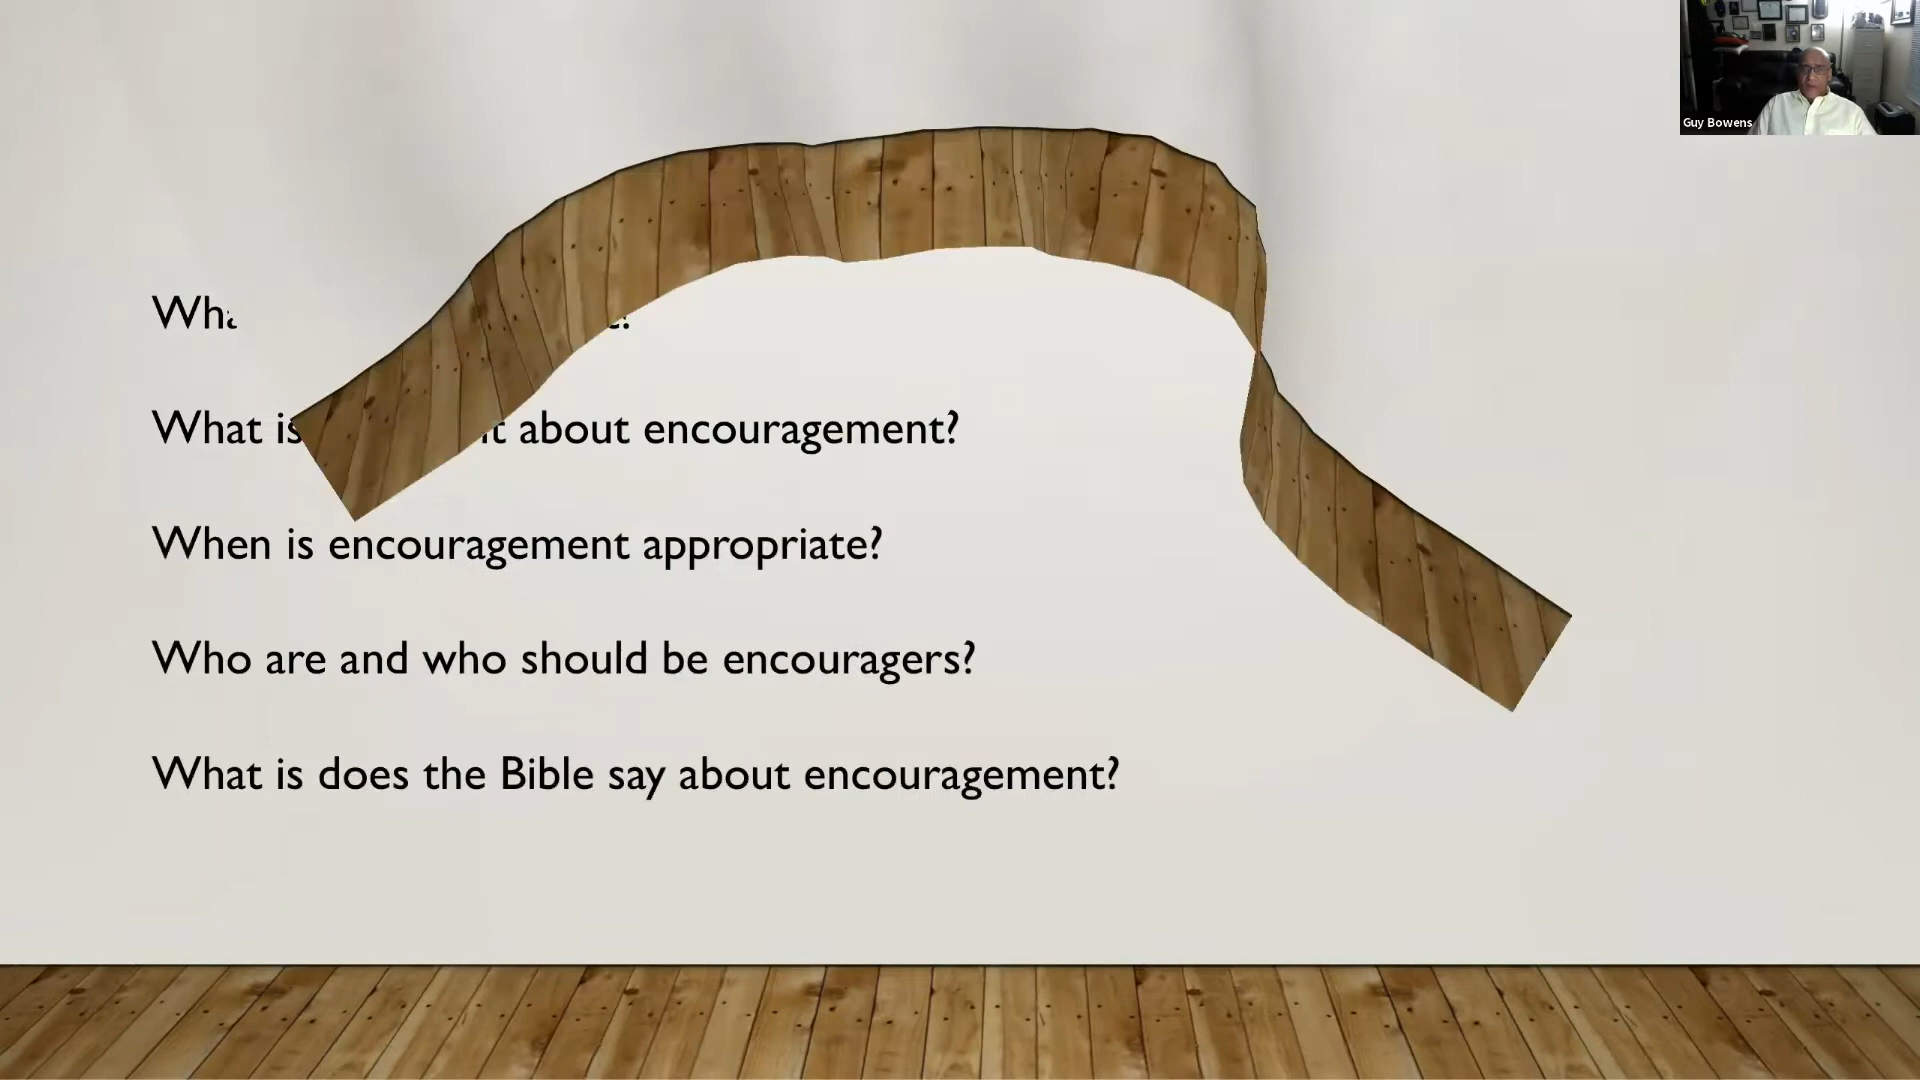 Guy Bowens
What is about encouragement?
When is encouragement appropriate?
Who are and who should be encouragers?
What is does the Bible say about encouragement?